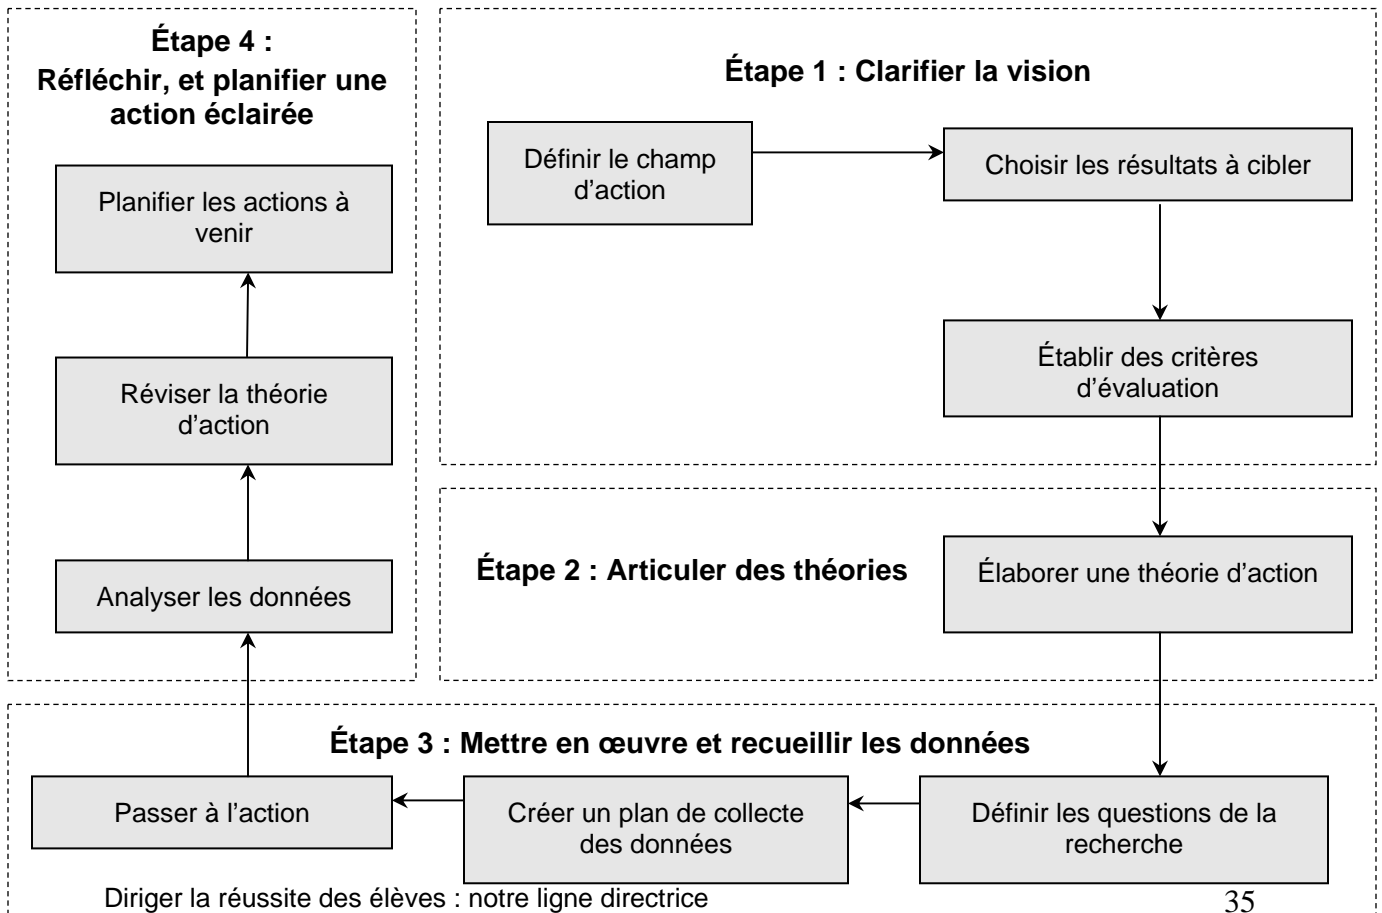 Étape 4 :
Réfléchir, et planifier une
action éclairée
Planifier les actions à
venir
Réviser la théorie
d’action
Analyser les données
Étape 1 : Clarifier la vision
Définir le champ
d’action
Choisir les résultats à cibler
Établir des critères
d’évaluation
Étape 2 : Articuler des théories
Élaborer une théorie d’action
Étape 3 : Mettre en œuvre et recueillir les données
Passer à l’action
Créer un plan de collecte
des données
Définir les questions de la
recherche
Diriger la réussite des élèves : notre ligne directrice
35